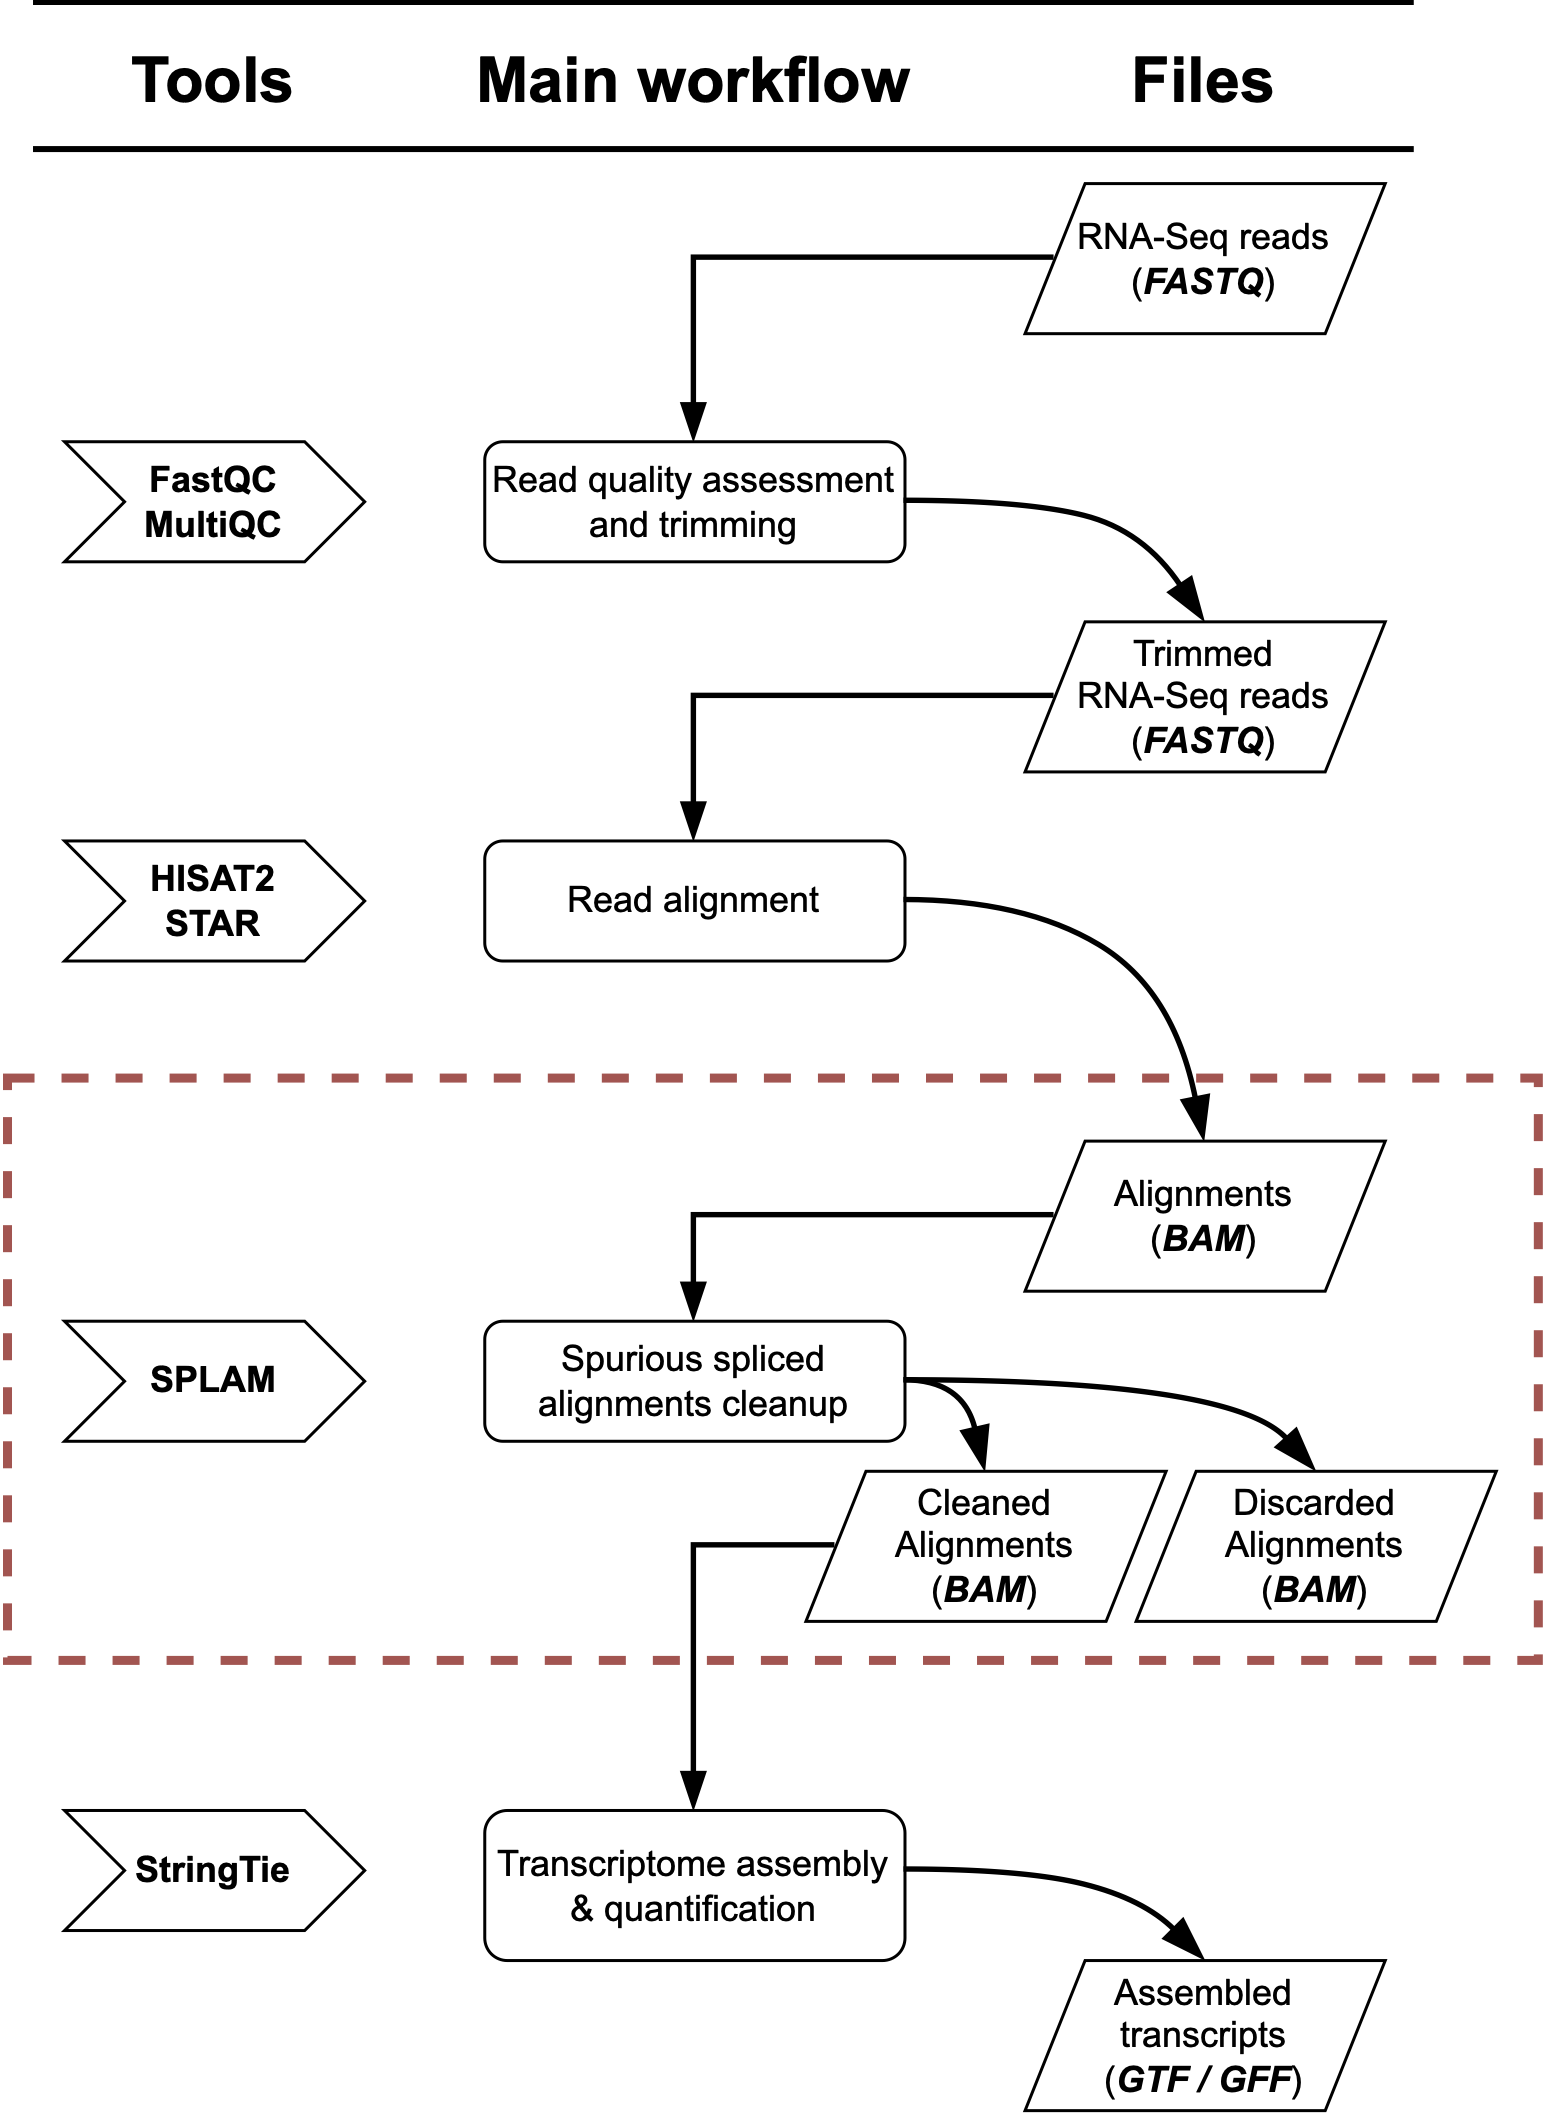 Tools Main workflow Files
RNA-Seq reads
(FASTQ)
FastQC
MultiQC
Read quality assessment
and trimming
Trimmed
RNA-Seq reads
(FASTQ)
HISAT2
STAR
Read alignment
Alignments
(BAM)
SPLAM
Spurious spliced
alignments cleanup
Cleaned
Alignments
(BAM)
Discarded
Alignments
(BAM)
StringTie
Transcriptome assembly
& quantification
Assembled
transcripts
(GTF / GFF)